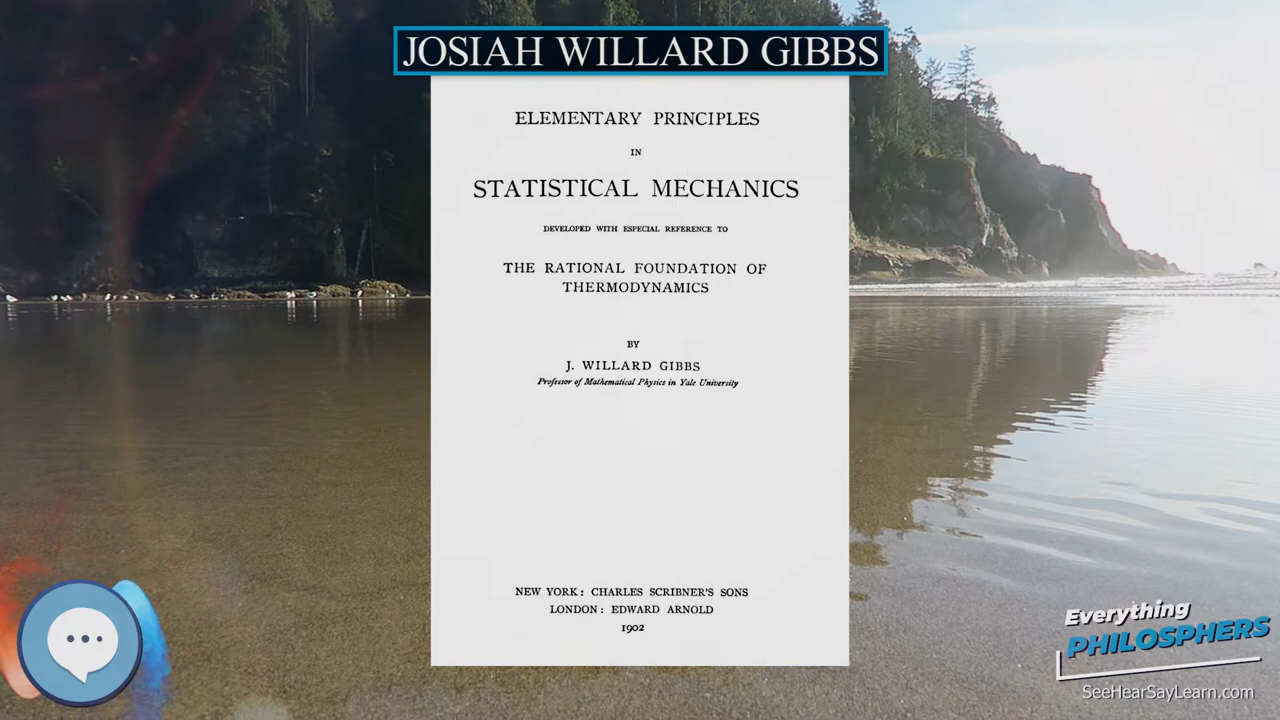 JOSIAH WILLARD GIBBS
ELEMENTARY PRINCIPLES
IN
STATISTICAL MECHANICS
DEVELOPED WITH ESPECIAL REFERENCE TO
THE RATIONAL FOUNDATION OF
THERMODYNAMICS
BY
J. WILLARD GIBBS
Professor of Mathematical Physics in Yale University
NEW YORK : CHARLES SCRIBNER'S SONS
LONDON : EDWARD ARNOLD
1902
Everything
PHILOSPHERS
SeeHearSayLearn.com